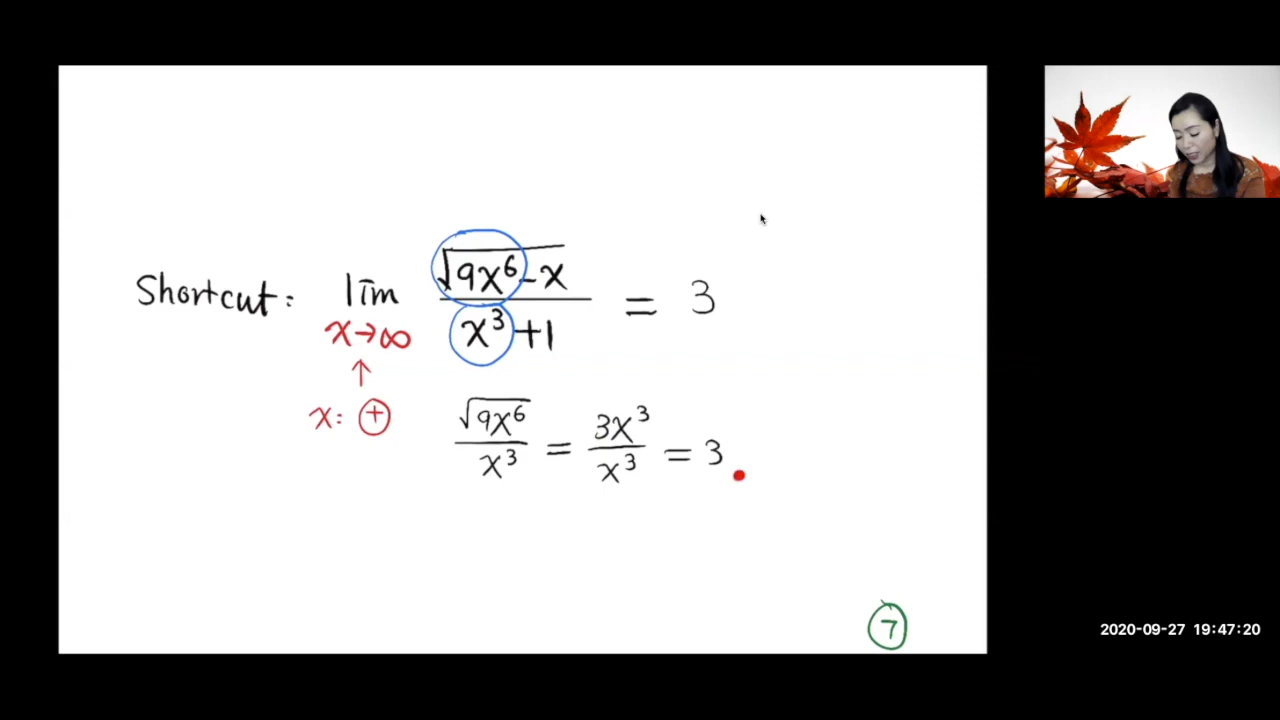 Shortcut: lim x→∞ √(9x⁶-x) / (x³+1) = 3
↑
x: +
√(9x⁶) / x³ = 3x³ / x³ = 3
7
2020-09-27 19:47:20